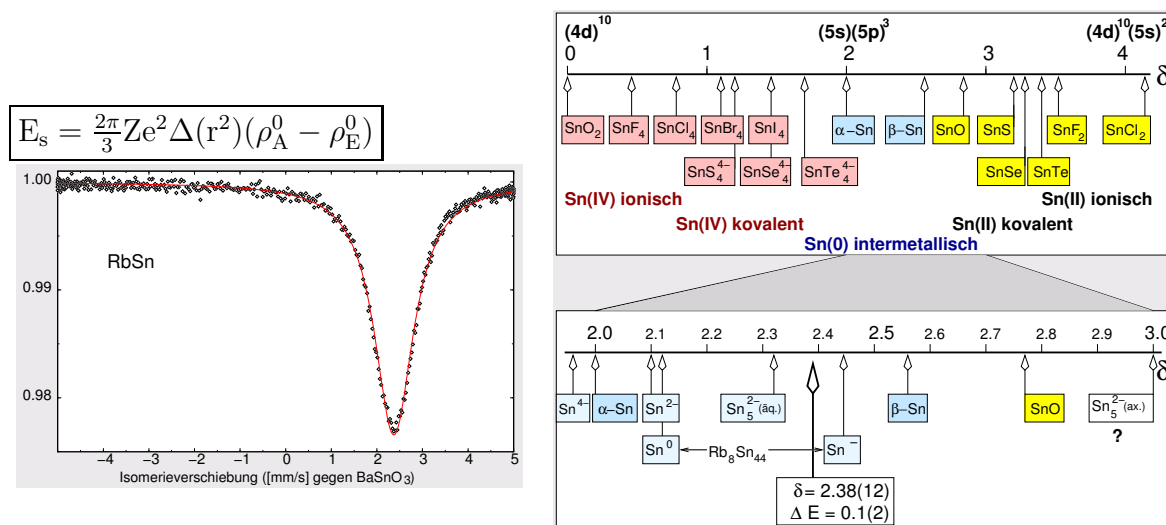 E_s = 2π/3 Ze² Δ(r²)(ρ_A⁰ − ρ_E⁰)
1.00
0.99
0.98
RbSn
−4 −3 −2 −1 0 1 2 3 4 5
Isomerieverschiebung ([mm/s] gegen BaSnO₃)
(4d)¹⁰ (5s)(5p)³ (4d)¹⁰(5s)²
0 1 2 3 4 δ
SnO₂ SnF₄ SnCl₄ SnBr₄ SnI₄ α−Sn β−Sn SnO SnS SnF₂ SnCl₂
SnS₄⁴⁻ SnSe₄⁴⁻ SnTe₄⁴⁻ SnSe SnTe
Sn(IV) ionisch Sn(II) ionisch
Sn(IV) kovalent Sn(II) kovalent
Sn(0) intermetallisch
2.0 2.1 2.2 2.3 2.4 2.5 2.6 2.7 2.8 2.9 3.0
δ
Sn⁴⁻ α−Sn Sn²⁻ Sn₅²⁻ (äq.) β−Sn SnO Sn₅²⁻ (ax.)
?
Sn⁰ Rb₈Sn₄₄ Sn⁻
δ = 2.38(12)
Δ E = 0.1(2)